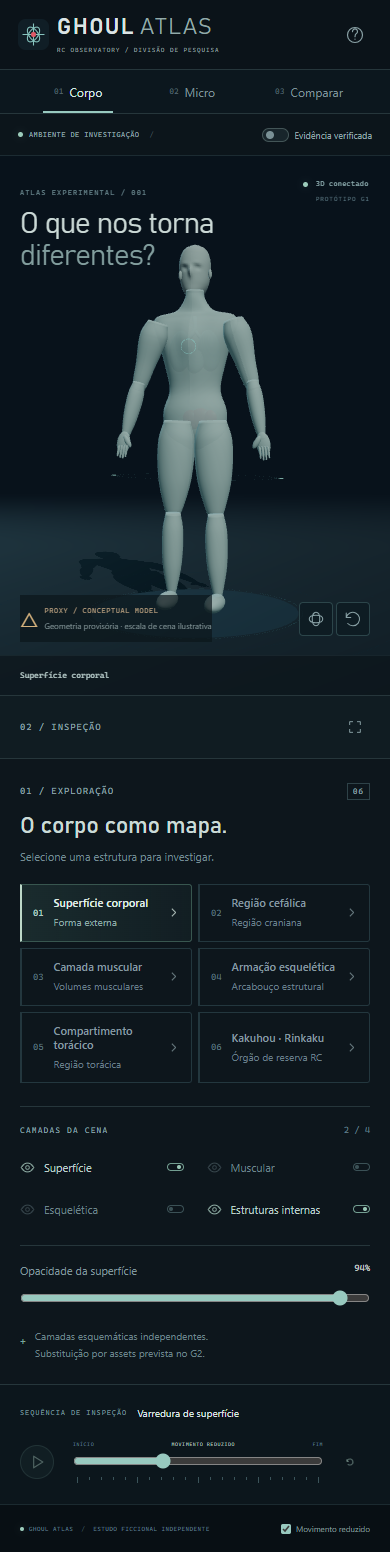 GHOUL ATLAS
RC OBSERVATORY / DIVISÃO DE PESQUISA
01 Corpo
02 Micro
03 Comparar
AMBIENTE DE INVESTIGAÇÃO /
Evidência verificada
ATLAS EXPERIMENTAL / 001
3D conectado
PROTÓTIPO G1
O que nos torna
diferentes?
PROXY / CONCEPTUAL MODEL
Geometria provisória · escala de cena ilustrativa
Superfície corporal
02 / INSPEÇÃO
01 / EXPLORAÇÃO
06
O corpo como mapa.
Selecione uma estrutura para investigar.
01 Superfície corporal
Forma externa
02 Região cefálica
Região craniana
03 Camada muscular
Volumes musculares
04 Armação esquelética
Arcabouço estrutural
05 Compartimento
torácico
Região torácica
06 Kakuhou · Rinkaku
Órgão de reserva RC
CAMADAS DA CENA
2 / 4
Superfície
Muscular
Esquelética
Estruturas internas
Opacidade da superfície
94%
+ Camadas esquemáticas independentes.
Substituição por assets prevista no G2.
SEQUÊNCIA DE INSPEÇÃO Varredura de superfície
INÍCIO
MOVIMENTO REDUZIDO
FIM
GHOUL ATLAS / ESTUDO FICCIONAL INDEPENDENTE
Movimento reduzido